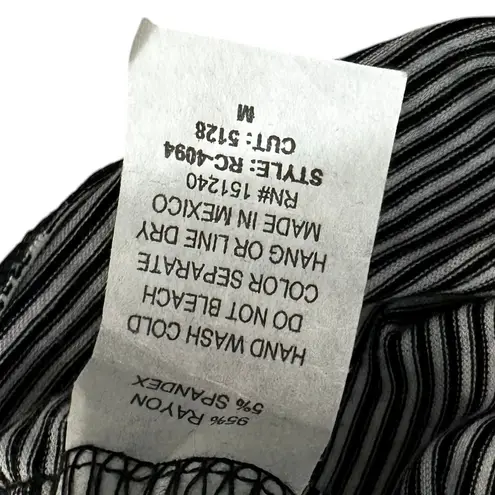 95% RAYON
5% SPANDEX
HAND WASH COLD
DO NOT BLEACH
COLOR SEPARATE
HANG OR LINE DRY
MADE IN MEXICO
RN# 151240
STYLE: RC-4094
CUT: 5128
M